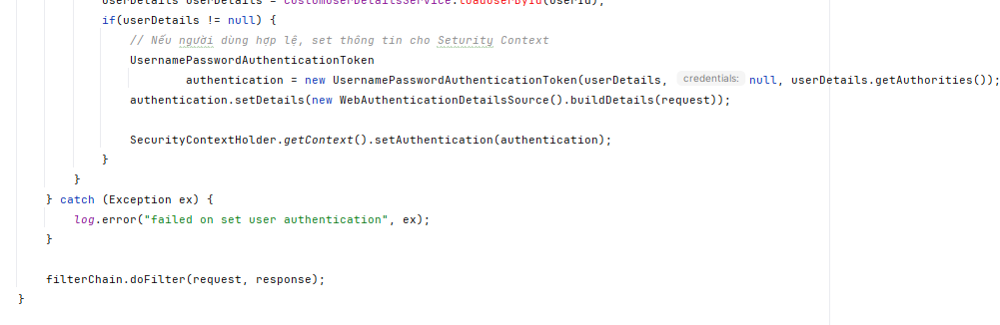 userDetails userDetails = customUserDetailsService.loadUserById(userId);
if(userDetails != null) {
// Nếu người dùng hợp lệ, set thông tin cho Seturity Context
UsernamePasswordAuthenticationToken
authentication = new UsernamePasswordAuthenticationToken(userDetails, credentials: null, userDetails.getAuthorities());
authentication.setDetails(new WebAuthenticationDetailsSource().buildDetails(request));
SecurityContextHolder.getContext().setAuthentication(authentication);
}
}
} catch (Exception ex) {
log.error("failed on set user authentication", ex);
}
filterChain.doFilter(request, response);
}